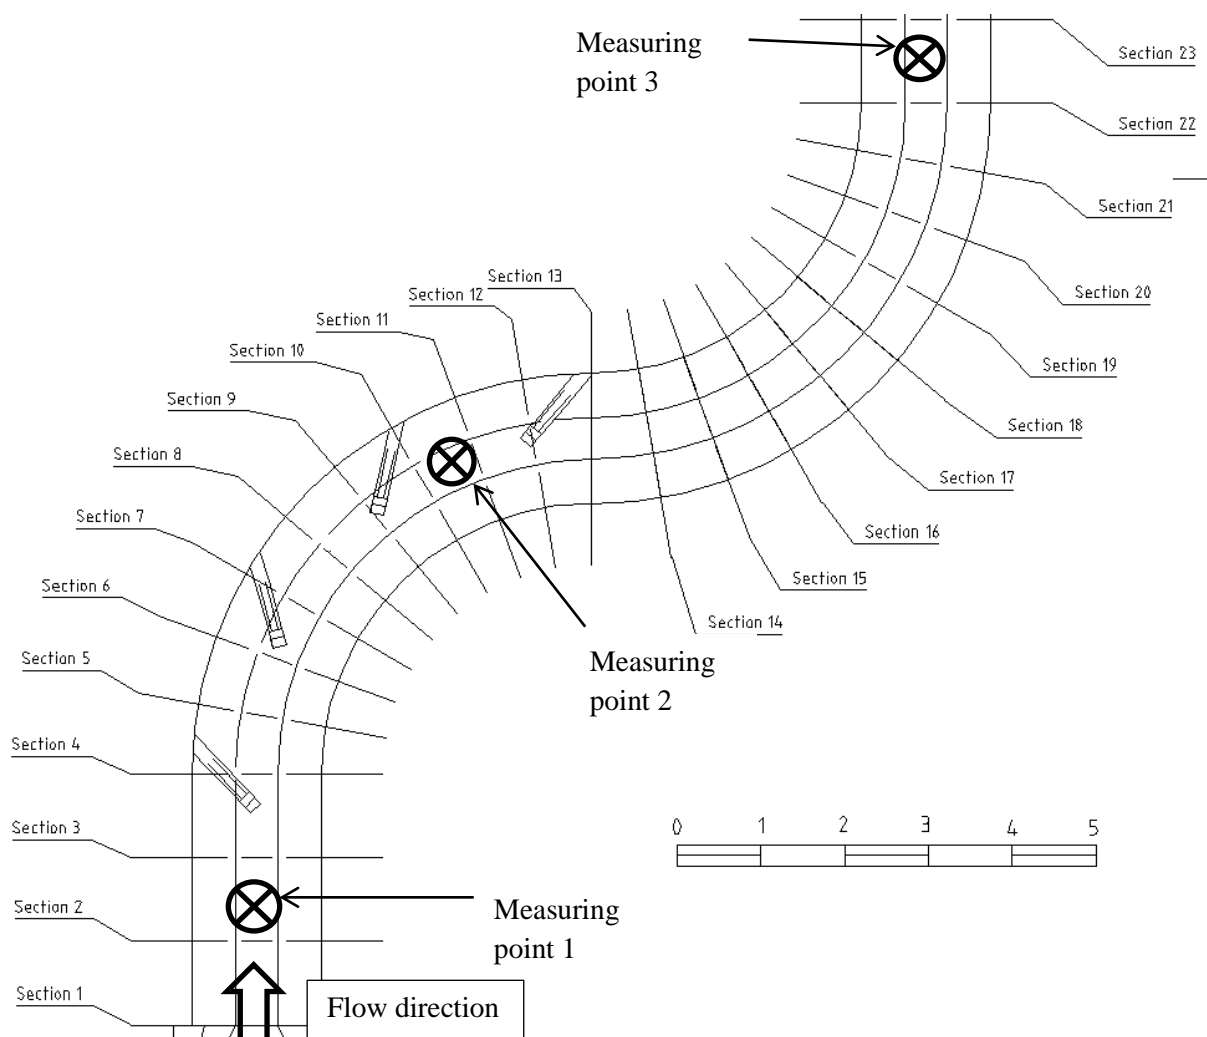 Measuring
point 3
Section 23
Section 22
Section 21
Section 20
Section 19
Section 18
Section 17
Section 16
Section 15
Section 14
Section 13
Section 12
Section 11
Section 10
Section 9
Section 8
Section 7
Section 6
Section 5
Section 4
Section 3
Section 2
Section 1
Measuring
point 2
0 1 2 3 4 5
Measuring
point 1
Flow direction